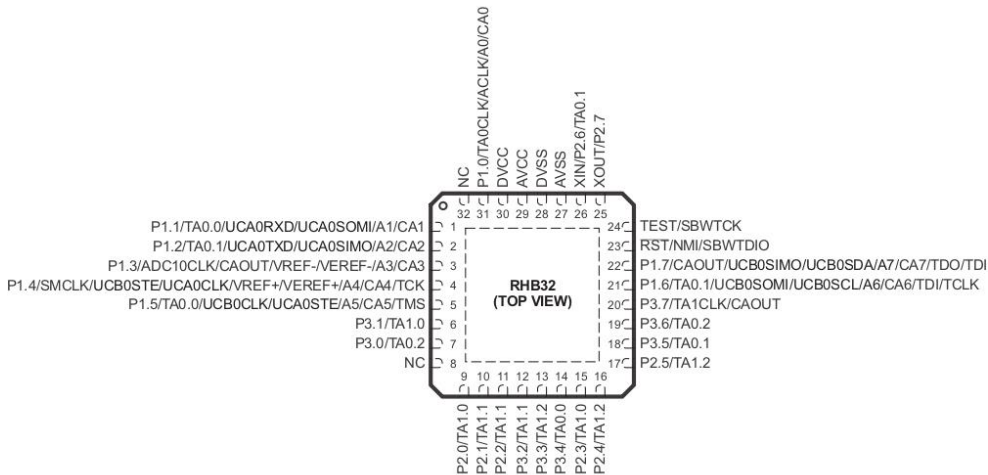 NC
P1.0/TA0CLK/ACLK/A0/CA0
DVCC
AVCC
DVSS
AVSS
XIN/P2.6/TA0.1
XOUT/P2.7
32 31 30 29 28 27 26 25
P1.1/TA0.0/UCA0RXD/UCA0SOMI/A1/CA1 1
P1.2/TA0.1/UCA0TXD/UCA0SIMO/A2/CA2 2
P1.3/ADC10CLK/CAOUT/VREF-/VEREF-/A3/CA3 3
P1.4/SMCLK/UCB0STE/UCA0CLK/VREF+/VEREF+/A4/CA4/TCK 4
P1.5/TA0.0/UCB0CLK/UCA0STE/A5/CA5/TMS 5
P3.1/TA1.0 6
P3.0/TA0.2 7
NC 8
RHB32
(TOP VIEW)
24 TEST/SBWTCK
23 RST/NMI/SBWTDIO
22 P1.7/CAOUT/UCB0SIMO/UCB0SDA/A7/CA7/TDO/TDI
21 P1.6/TA0.1/UCB0SOMI/UCB0SCL/A6/CA6/TDI/TCLK
20 P3.7/TA1CLK/CAOUT
19 P3.6/TA0.2
18 P3.5/TA0.1
17 P2.5/TA1.2
9 10 11 12 13 14 15 16
P2.0/TA1.0
P2.1/TA1.1
P2.2/TA1.1
P3.2/TA1.1
P3.3/TA1.2
P3.4/TA0.0
P2.3/TA1.0
P2.4/TA1.2